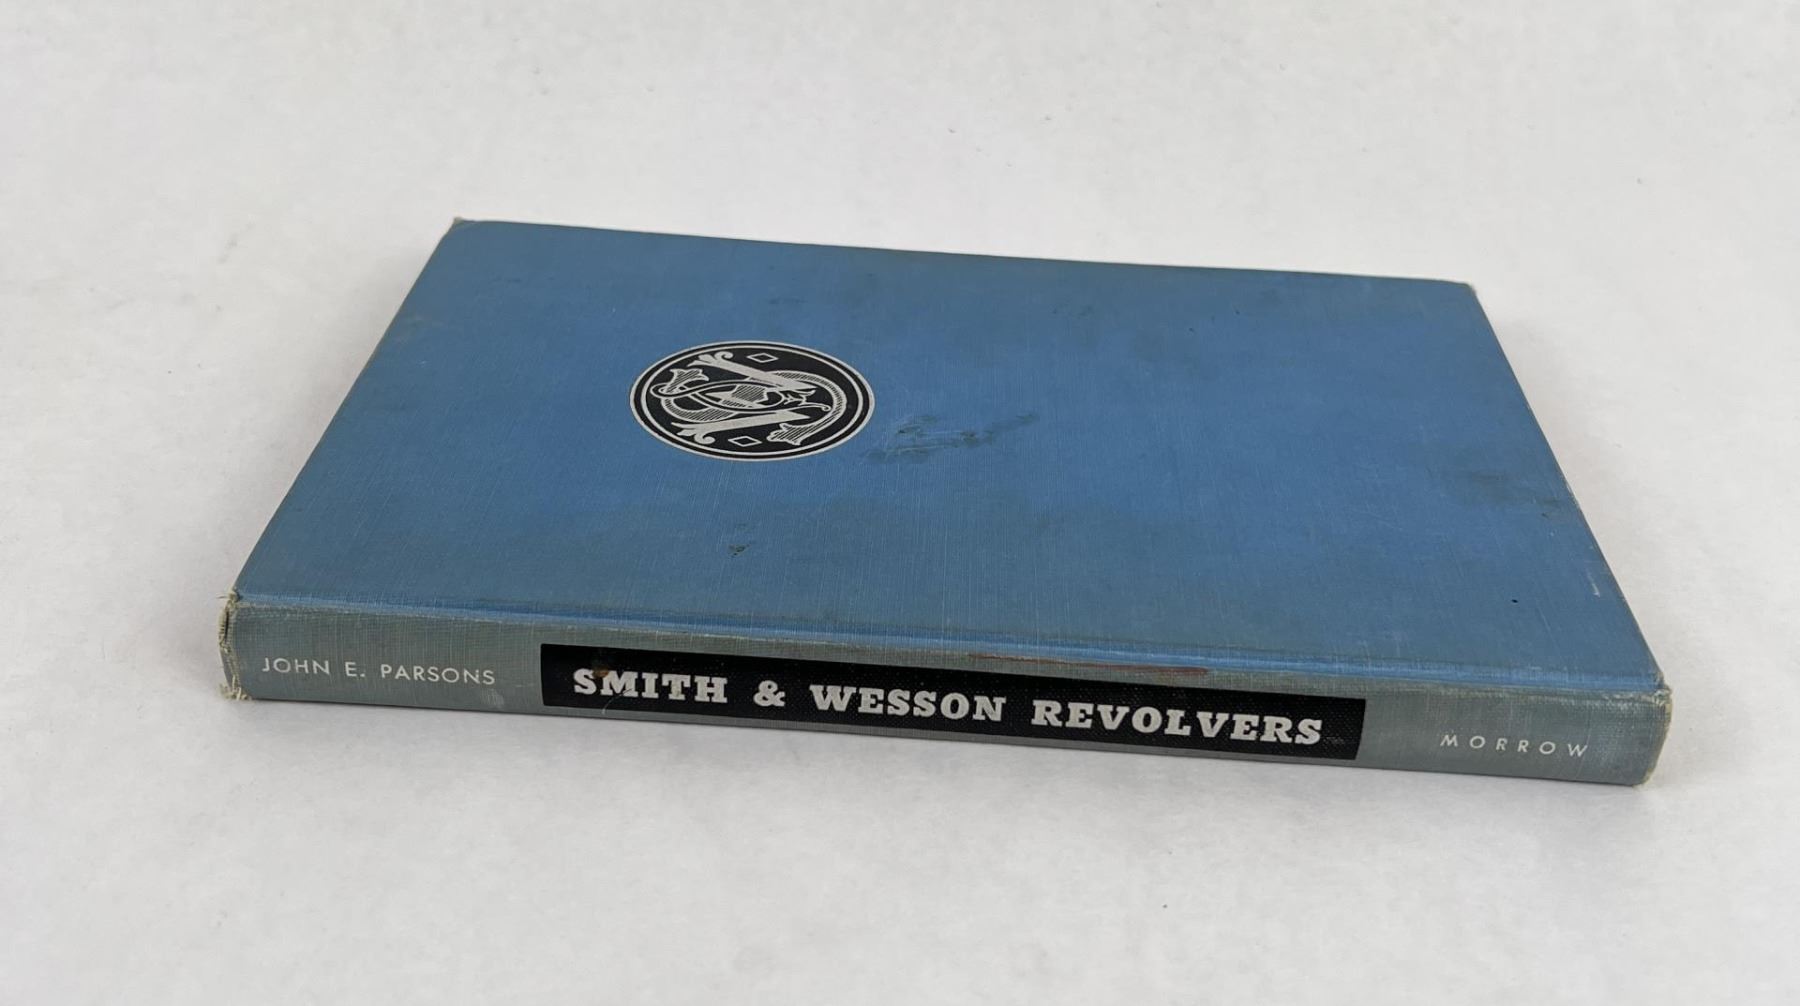 JOHN E. PARSONS
SMITH & WESSON REVOLVERS
MORROW